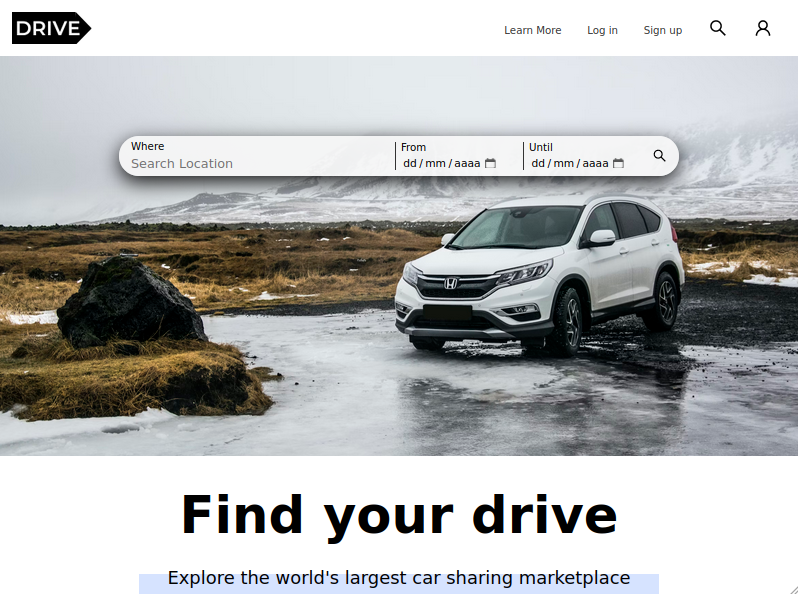 DRIVE
Learn More
Log in
Sign up
Where
Search Location
From
dd/mm/aaaa
Until
dd/mm/aaaa
Find your drive
Explore the world's largest car sharing marketplace